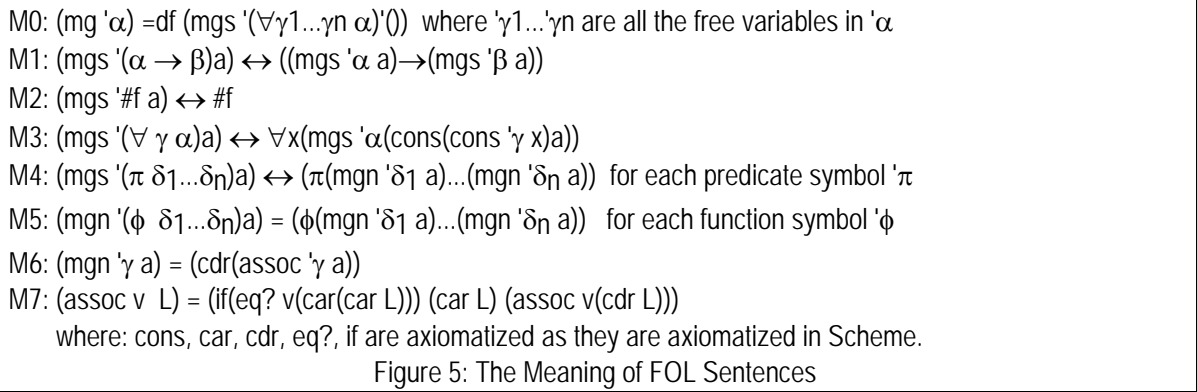 M0: (mg 'α) =df (mgs '(∀γ1...γn α)'()) where 'γ1...'γn are all the free variables in 'α
M1: (mgs '(α → β)a) ↔ ((mgs 'α a)→(mgs 'β a))
M2: (mgs '#f a) ↔ #f
M3: (mgs '(∀ γ α)a) ↔ ∀x(mgs 'α(cons(cons 'γ x)a))
M4: (mgs '(π δ1...δn)a) ↔ (π(mgn 'δ1 a)...(mgn 'δn a)) for each predicate symbol 'π
M5: (mgn '(ϕ δ1...δn)a) = (ϕ(mgn 'δ1 a)...(mgn 'δn a)) for each function symbol 'ϕ
M6: (mgn 'γ a) = (cdr(assoc 'γ a))
M7: (assoc v L) = (if(eq? v(car(car L))) (car L) (assoc v(cdr L)))
where: cons, car, cdr, eq?, if are axiomatized as they are axiomatized in Scheme.
Figure 5: The Meaning of FOL Sentences